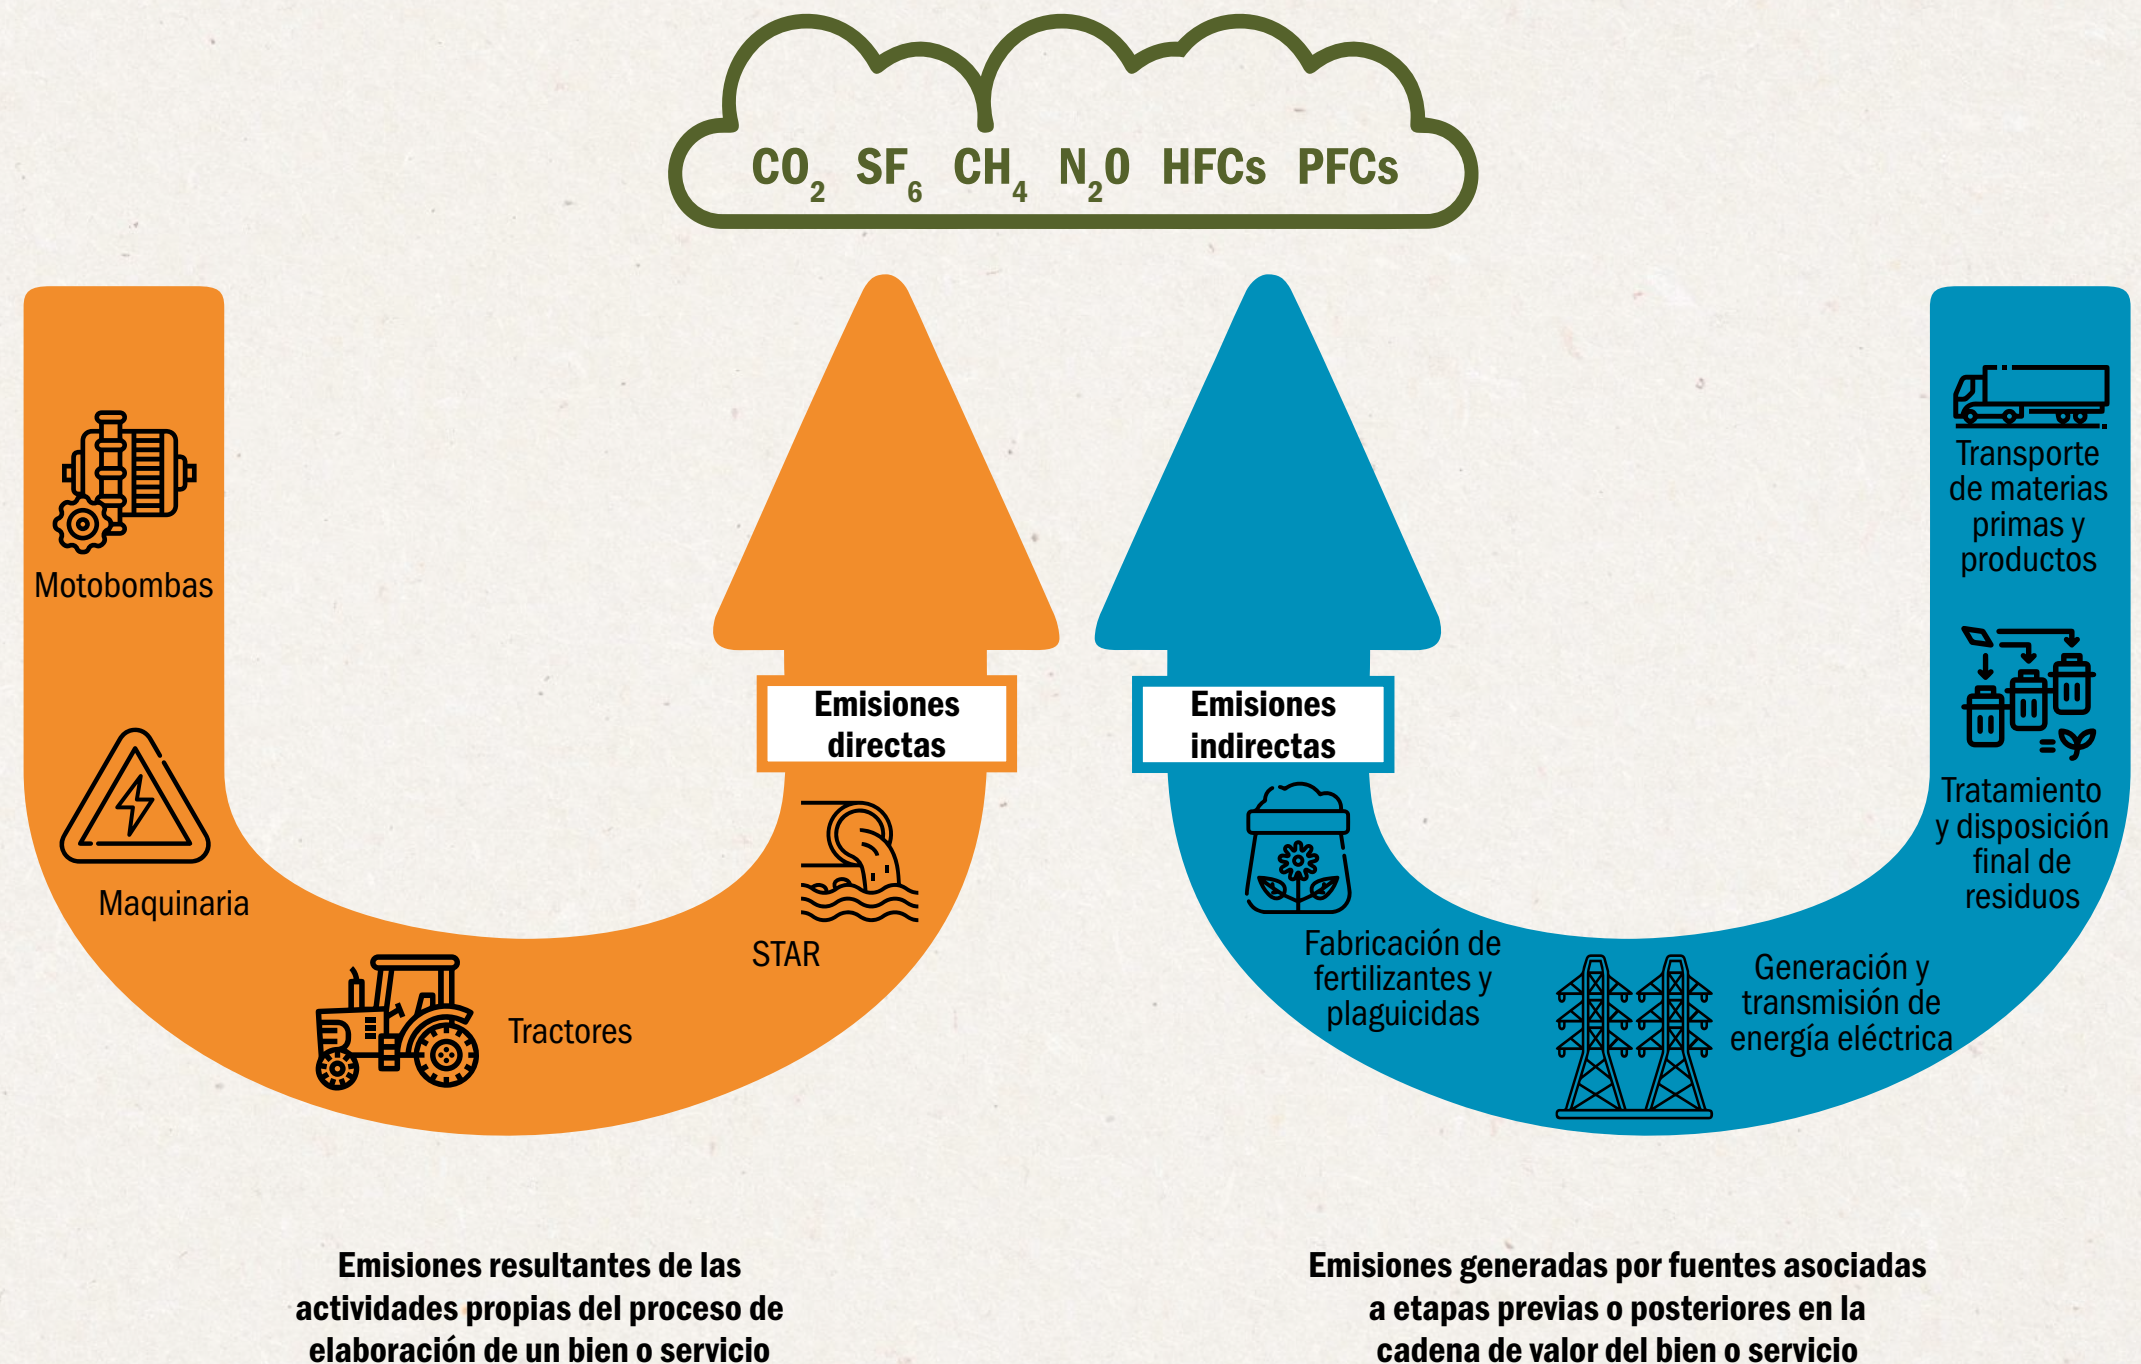 CO₂ SF₆ CH₄ N₂O HFCs PFCs
Motobombas
Maquinaria
Tractores
STAR
Emisiones
directas
Emisiones
indirectas
Fabricación de
fertilizantes y
plaguicidas
Generación y
transmisión de
energía eléctrica
Transporte
de materias
primas y
productos
Tratamiento
y disposición
final de
residuos
Emisiones resultantes de las
actividades propias del proceso de
elaboración de un bien o servicio
Emisiones generadas por fuentes asociadas
a etapas previas o posteriores en la
cadena de valor del bien o servicio